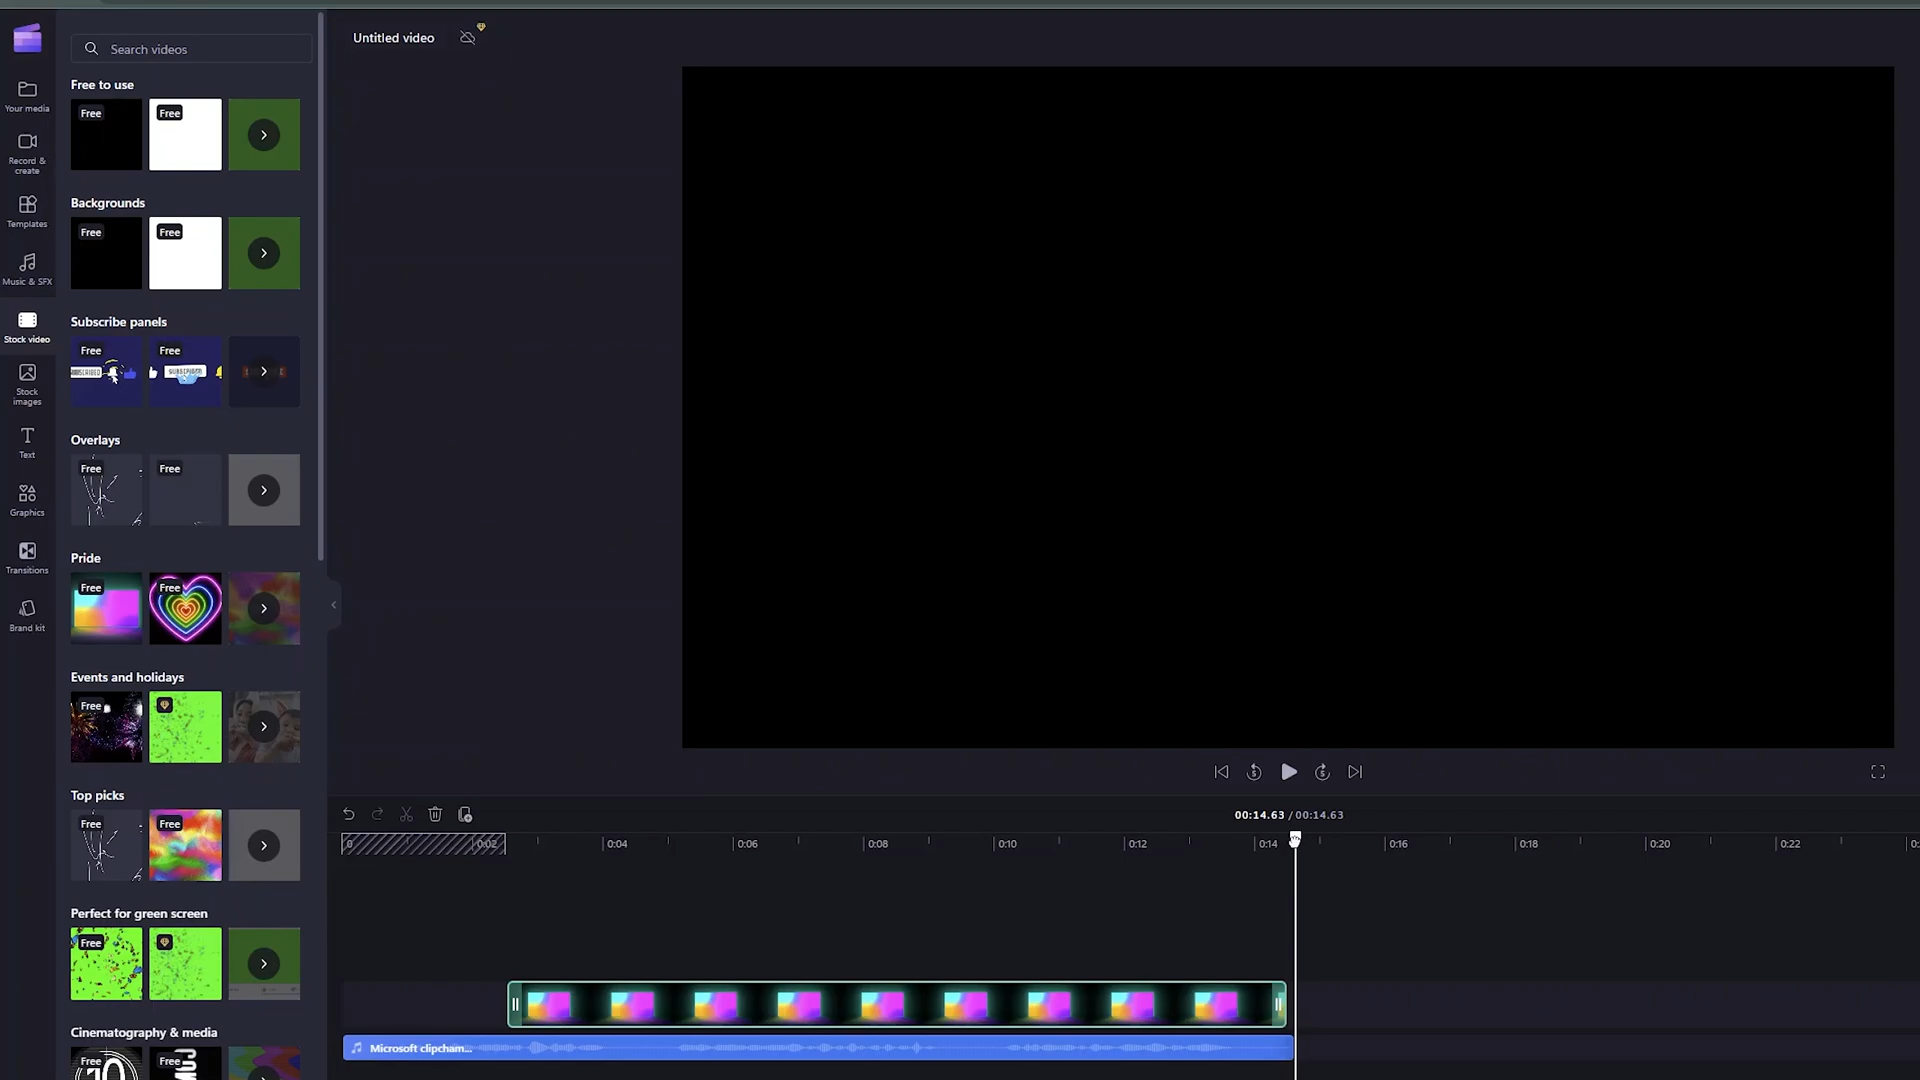 Untitled video
Search videos
Your media
Record &
create
Templates
Music & SFX
Stock video
Stock
images
Text
Graphics
Transitions
Brand kit
Free to use
Free
Free
Backgrounds
Free
Free
Subscribe panels
Free
Free
Overlays
Free
Free
Pride
Free
Free
Events and holidays
Free
Top picks
Free
Free
Perfect for green screen
Free
Cinematography & media
Free
Free
00:14.63 / 00:14.63
0
0:02
0:04
0:06
0:08
0:10
0:12
0:14
0:16
0:18
0:20
0:22
Microsoft clipcham...